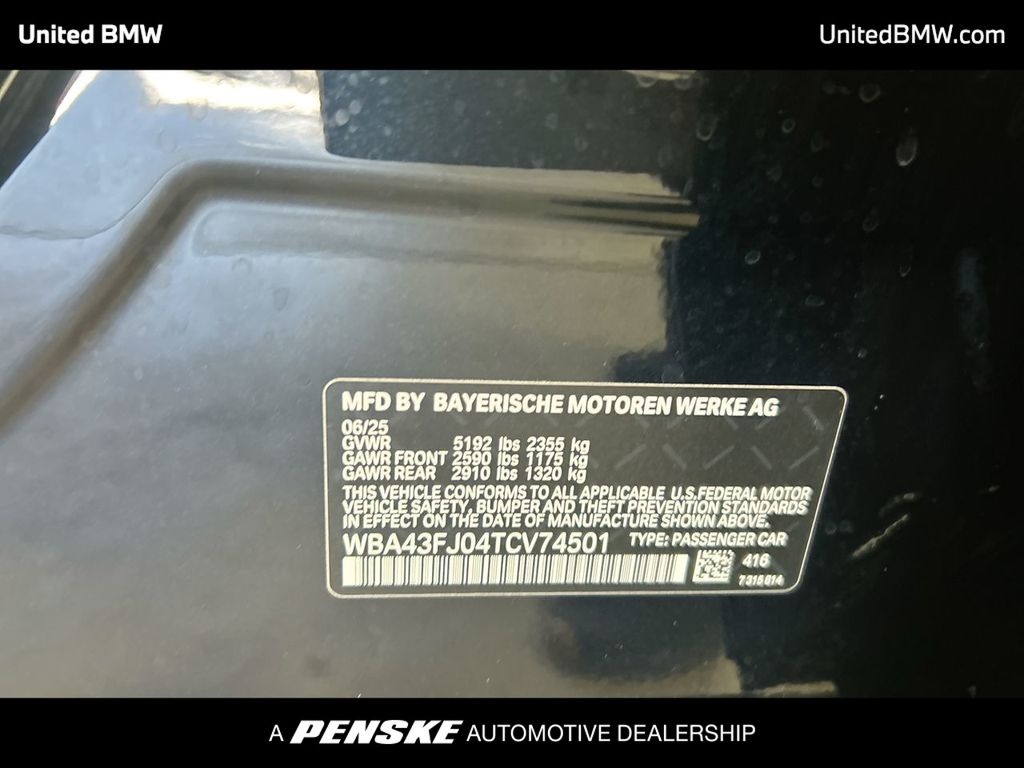 United BMW
UnitedBMW.com
MFD BY BAYERISCHE MOTOREN WERKE AG
06/25
GVWR 5192 lbs 2355 kg
GAWR FRONT 2590 lbs 1175 kg
GAWR REAR 2910 lbs 1320 kg
THIS VEHICLE CONFORMS TO ALL APPLICABLE U.S.FEDERAL MOTOR
VEHICLE SAFETY, BUMPER AND THEFT PREVENTION STANDARDS
IN EFFECT ON THE DATE OF MANUFACTURE SHOWN ABOVE.
WBA43FJ04TCV74501 TYPE: PASSENGER CAR
416
A PENSKE AUTOMOTIVE DEALERSHIP